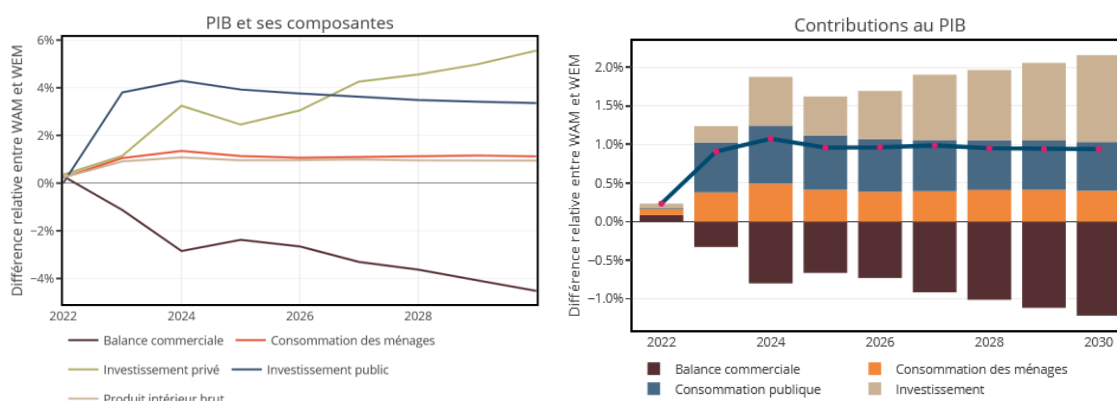 PIB et ses composantes
Différence relative entre WAM et WEM
6%
4%
2%
0%
−2%
−4%
2022
2024
2026
2028
Balance commerciale
Consommation des ménages
Investissement privé
Investissement public
Produit intérieur brut
Contributions au PIB
Différence relative entre WAM et WEM
2.0%
1.5%
1.0%
0.5%
0.0%
−0.5%
−1.0%
2022
2024
2026
2028
2030
Balance commerciale
Consommation des ménages
Consommation publique
Investissement